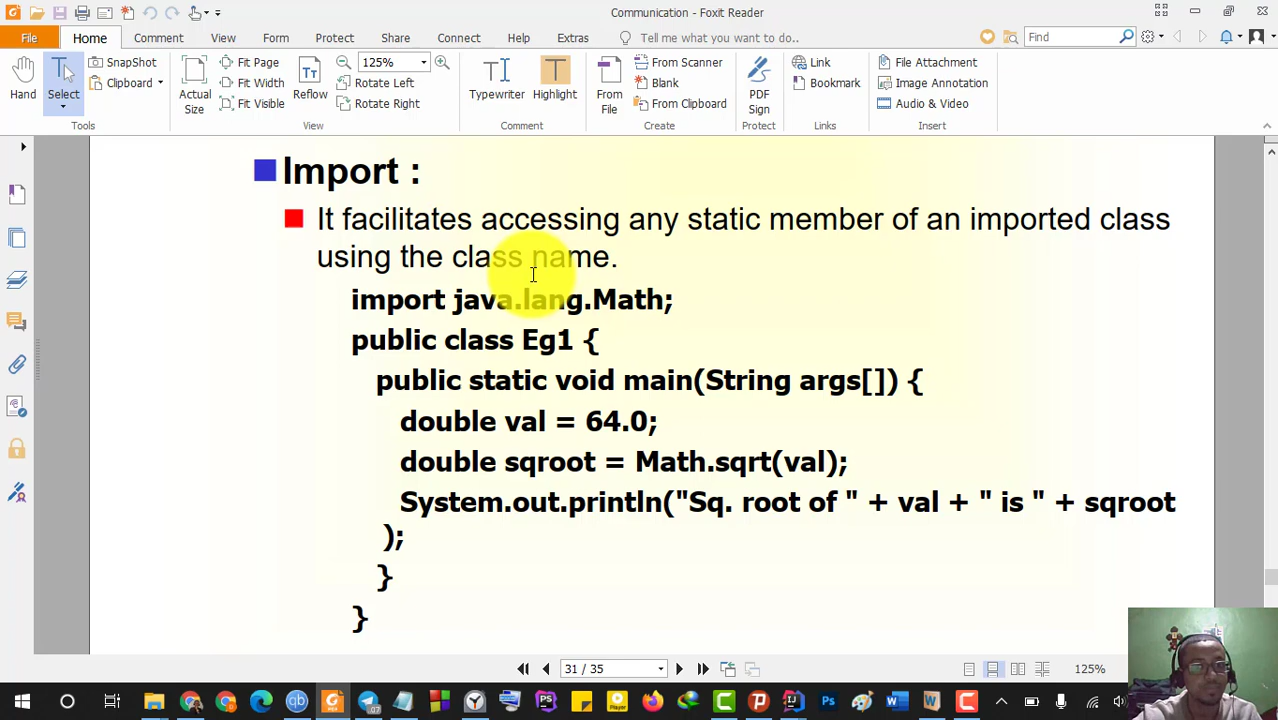 Communication - Foxit Reader
File Home Comment View Form Protect Share Connect Help Extras Tell me what you want to do... Find
Hand
Select
SnapShot
Clipboard
Tools
Actual Size
Fit Page
Fit Width
Fit Visible
Reflow
125%
Rotate Left
Rotate Right
View
Typewriter
Highlight
Comment
From File
From Scanner
Blank
From Clipboard
Create
PDF Sign
Protect
Link
Bookmark
Links
File Attachment
Image Annotation
Audio & Video
Insert
Import :
It facilitates accessing any static member of an imported class
using the class name.
import java.lang.Math;
public class Eg1 {
public static void main(String args[]) {
double val = 64.0;
double sqroot = Math.sqrt(val);
System.out.println("Sq. root of " + val + " is " + sqroot
);
}
}
31 / 35
125%